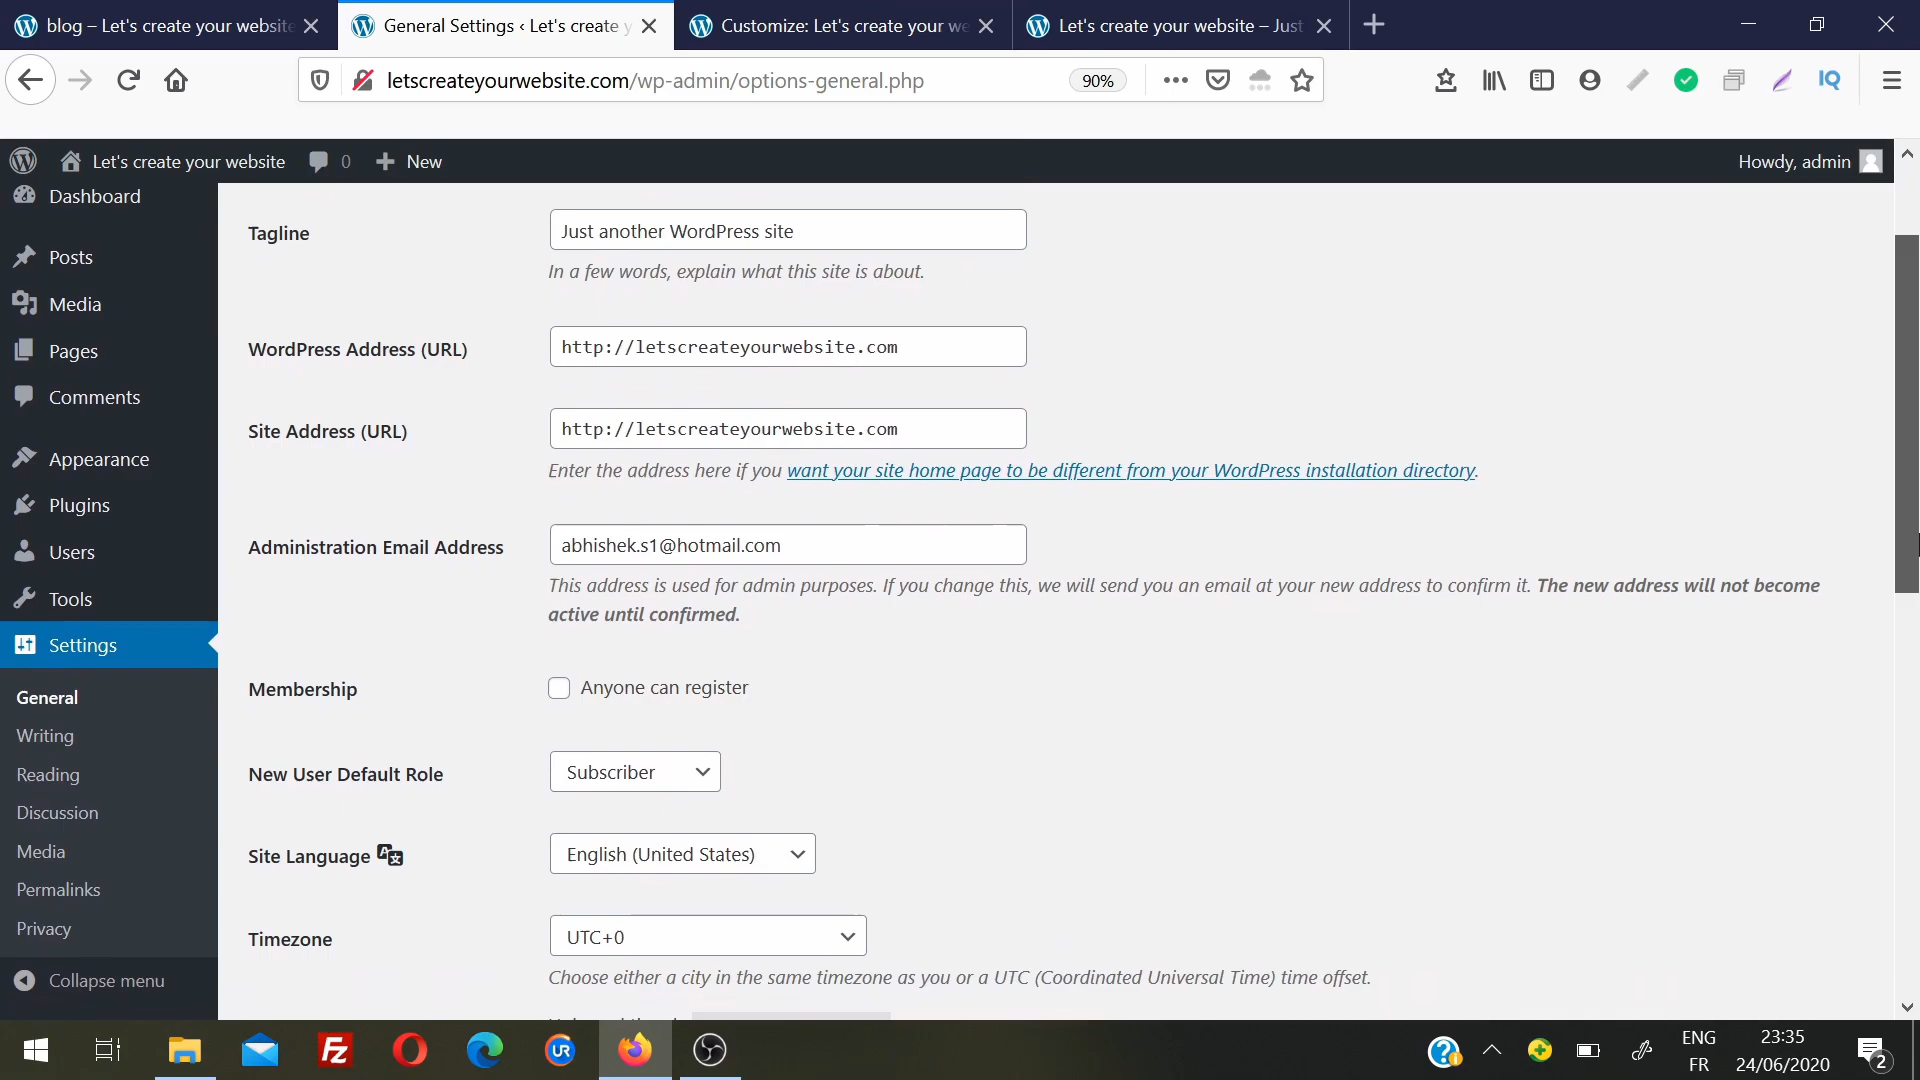 blog – Let's create your website
General Settings ‹ Let's create y
Customize: Let's create your we
Let's create your website – Just
letscreateyourwebsite.com/wp-admin/options-general.php
90%
IQ
Let's create your website
0
New
Howdy, admin
Dashboard
Posts
Media
Pages
Comments
Appearance
Plugins
Users
Tools
Settings
General
Writing
Reading
Discussion
Media
Permalinks
Privacy
Collapse menu
Tagline
Just another WordPress site
In a few words, explain what this site is about.
WordPress Address (URL)
http://letscreateyourwebsite.com
Site Address (URL)
http://letscreateyourwebsite.com
Enter the address here if you want your site home page to be different from your WordPress installation directory.
Administration Email Address
abhishek.s1@hotmail.com
This address is used for admin purposes. If you change this, we will send you an email at your new address to confirm it. The new address will not become
active until confirmed.
Membership
Anyone can register
New User Default Role
Subscriber
Site Language
English (United States)
Timezone
UTC+0
Choose either a city in the same timezone as you or a UTC (Coordinated Universal Time) time offset.
Fz
UR
ENG
FR
23:35
24/06/2020
2